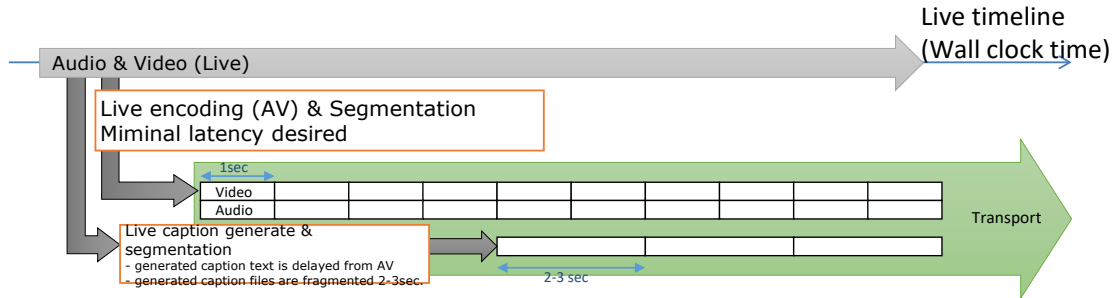 Live timeline
(Wall clock time)
Audio & Video (Live)
Live encoding (AV) & Segmentation
Miminal latency desired
1sec
Video
Audio
Transport
Live caption generate &
segmentation
- generated caption text is delayed from AV
- generated caption files are fragmented 2-3sec.
2-3 sec